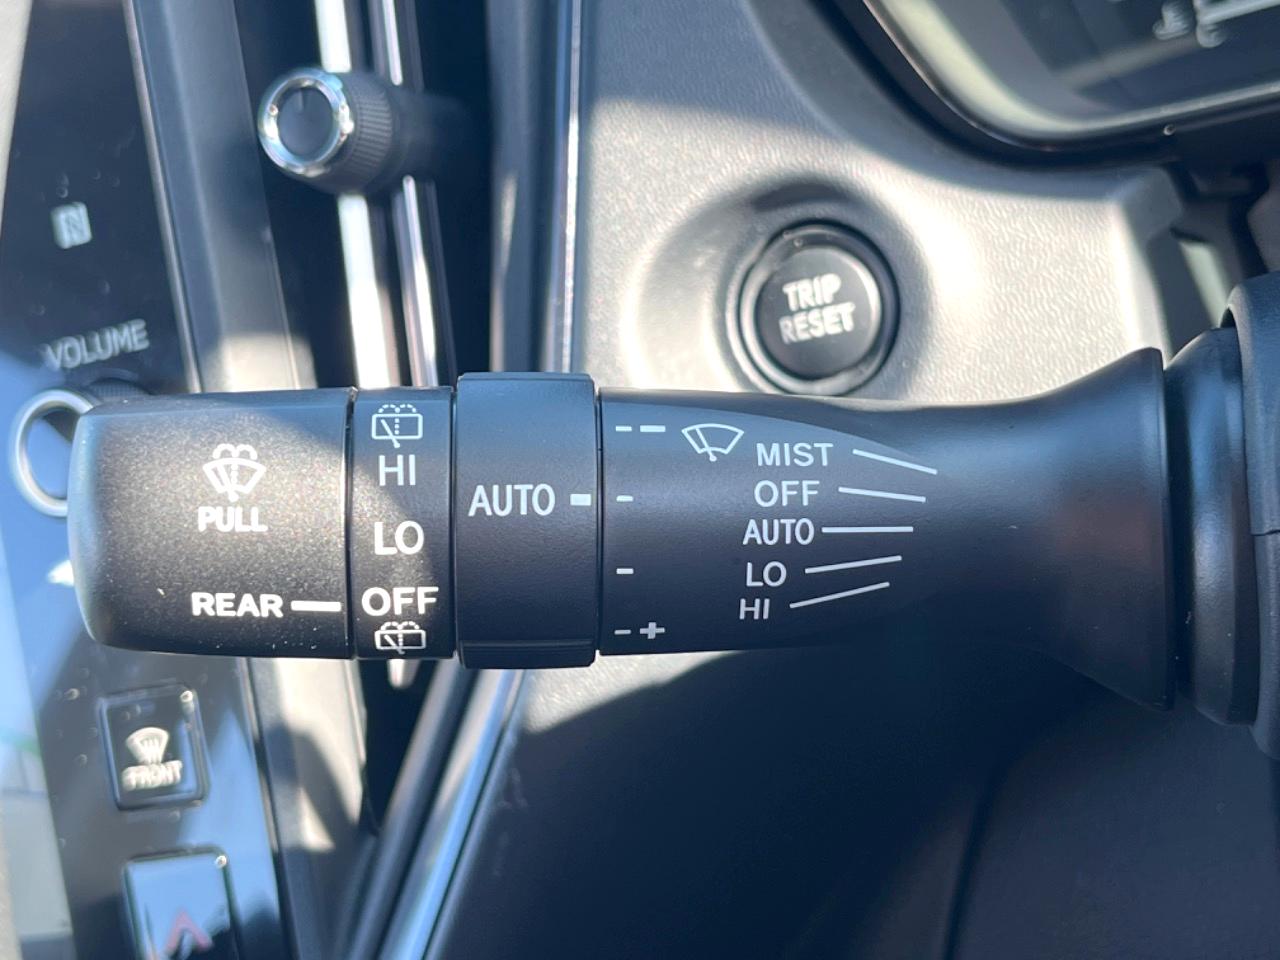 VOLUME
TRIP
RESET
PULL
REAR
HI
LO
OFF
AUTO
MIST
OFF
AUTO
LO
HI
+
FRONT